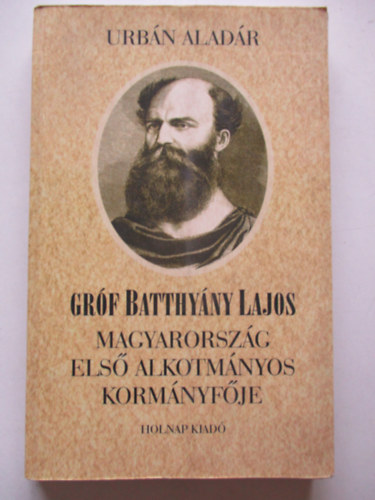 URBÁN ALADÁR
GRÓF BATTHYÁNY LAJOS
MAGYARORSZÁG
ELSŐ ALKOTMÁNYOS
KORMÁNYFŐJE
HOLNAP KIADÓ